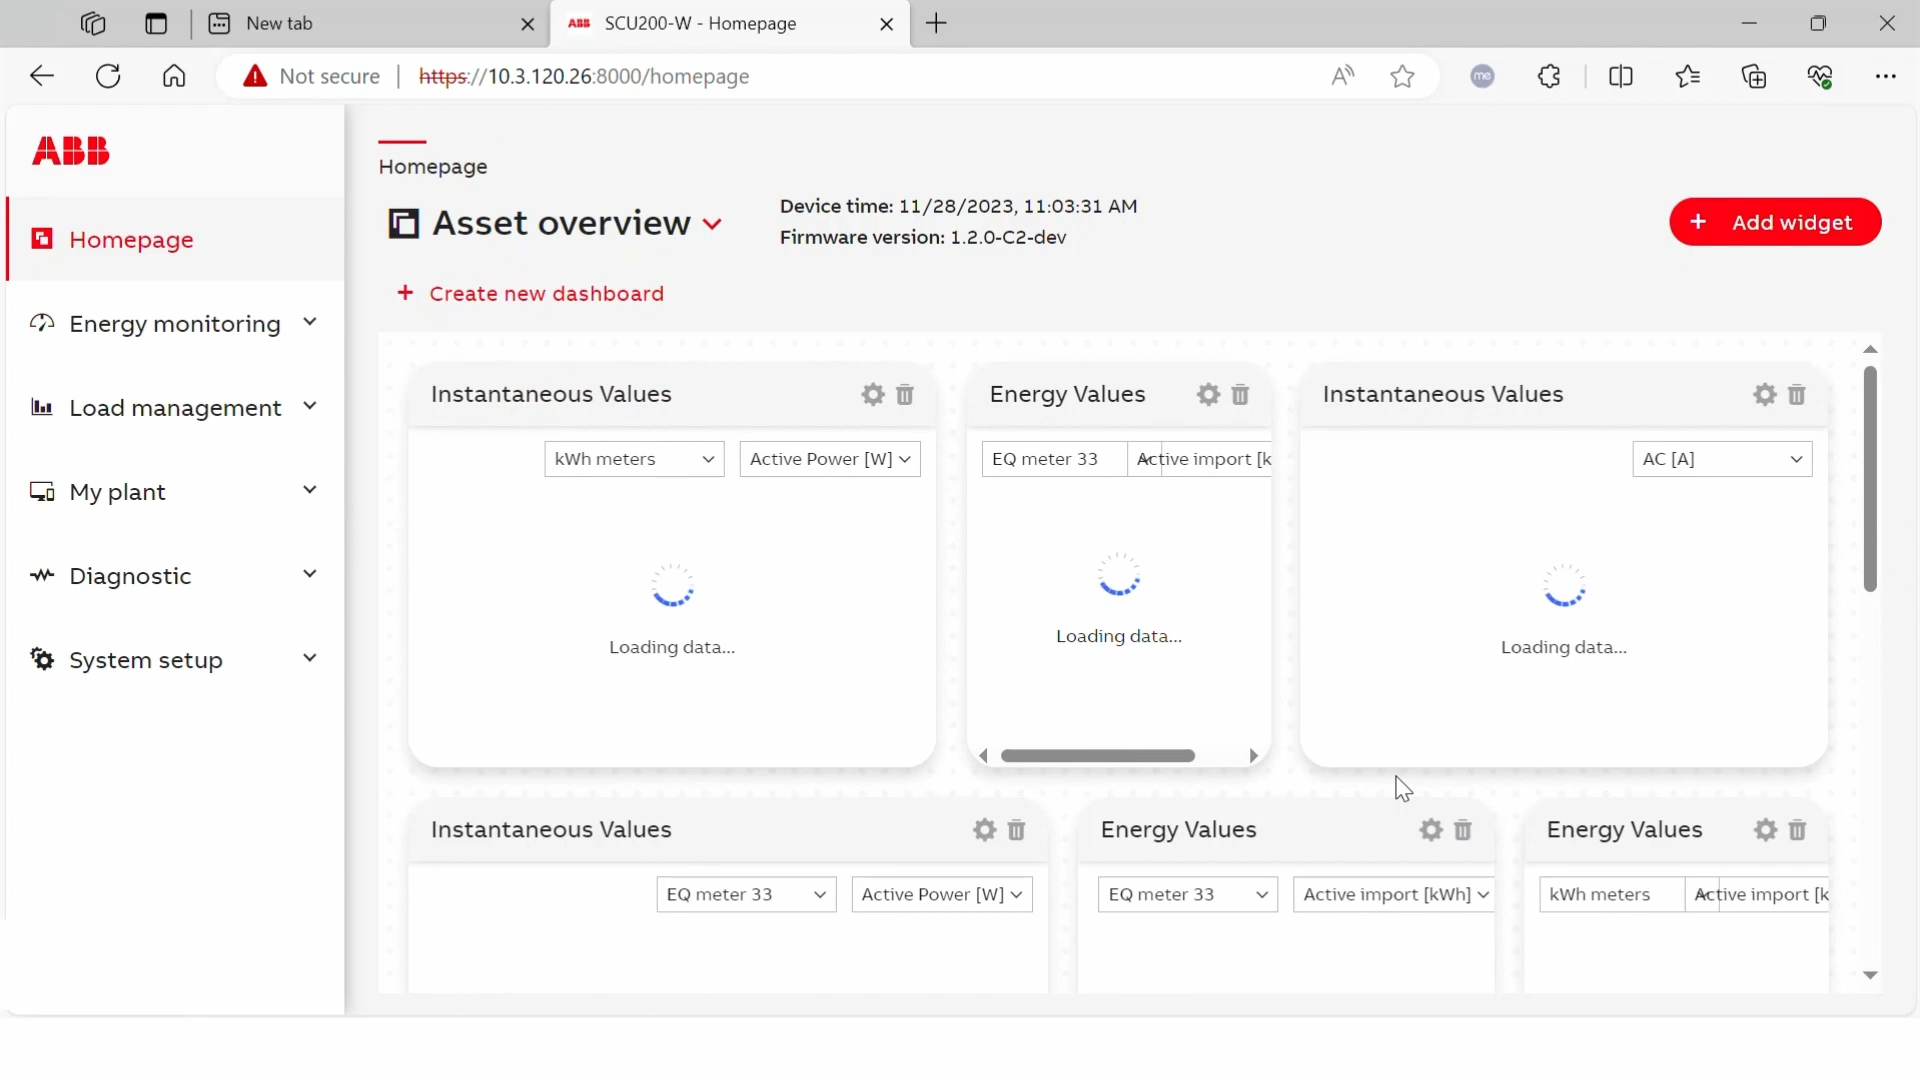 New tab
ABB SCU200-W - Homepage
Not secure https://10.3.120.26:8000/homepage
me
ABB
Homepage
Energy monitoring
Load management
My plant
Diagnostic
System setup
Homepage
Asset overview
Device time: 11/28/2023, 11:03:31 AM
Firmware version: 1.2.0-C2-dev
+ Add widget
+ Create new dashboard
Instantaneous Values
kWh meters Active Power [W]
Loading data...
Energy Values
EQ meter 33 Active import [k
Loading data...
Instantaneous Values
AC [A]
Loading data...
Instantaneous Values
EQ meter 33 Active Power [W]
Energy Values
EQ meter 33 Active import [kWh]
Energy Values
kWh meters Active import [k